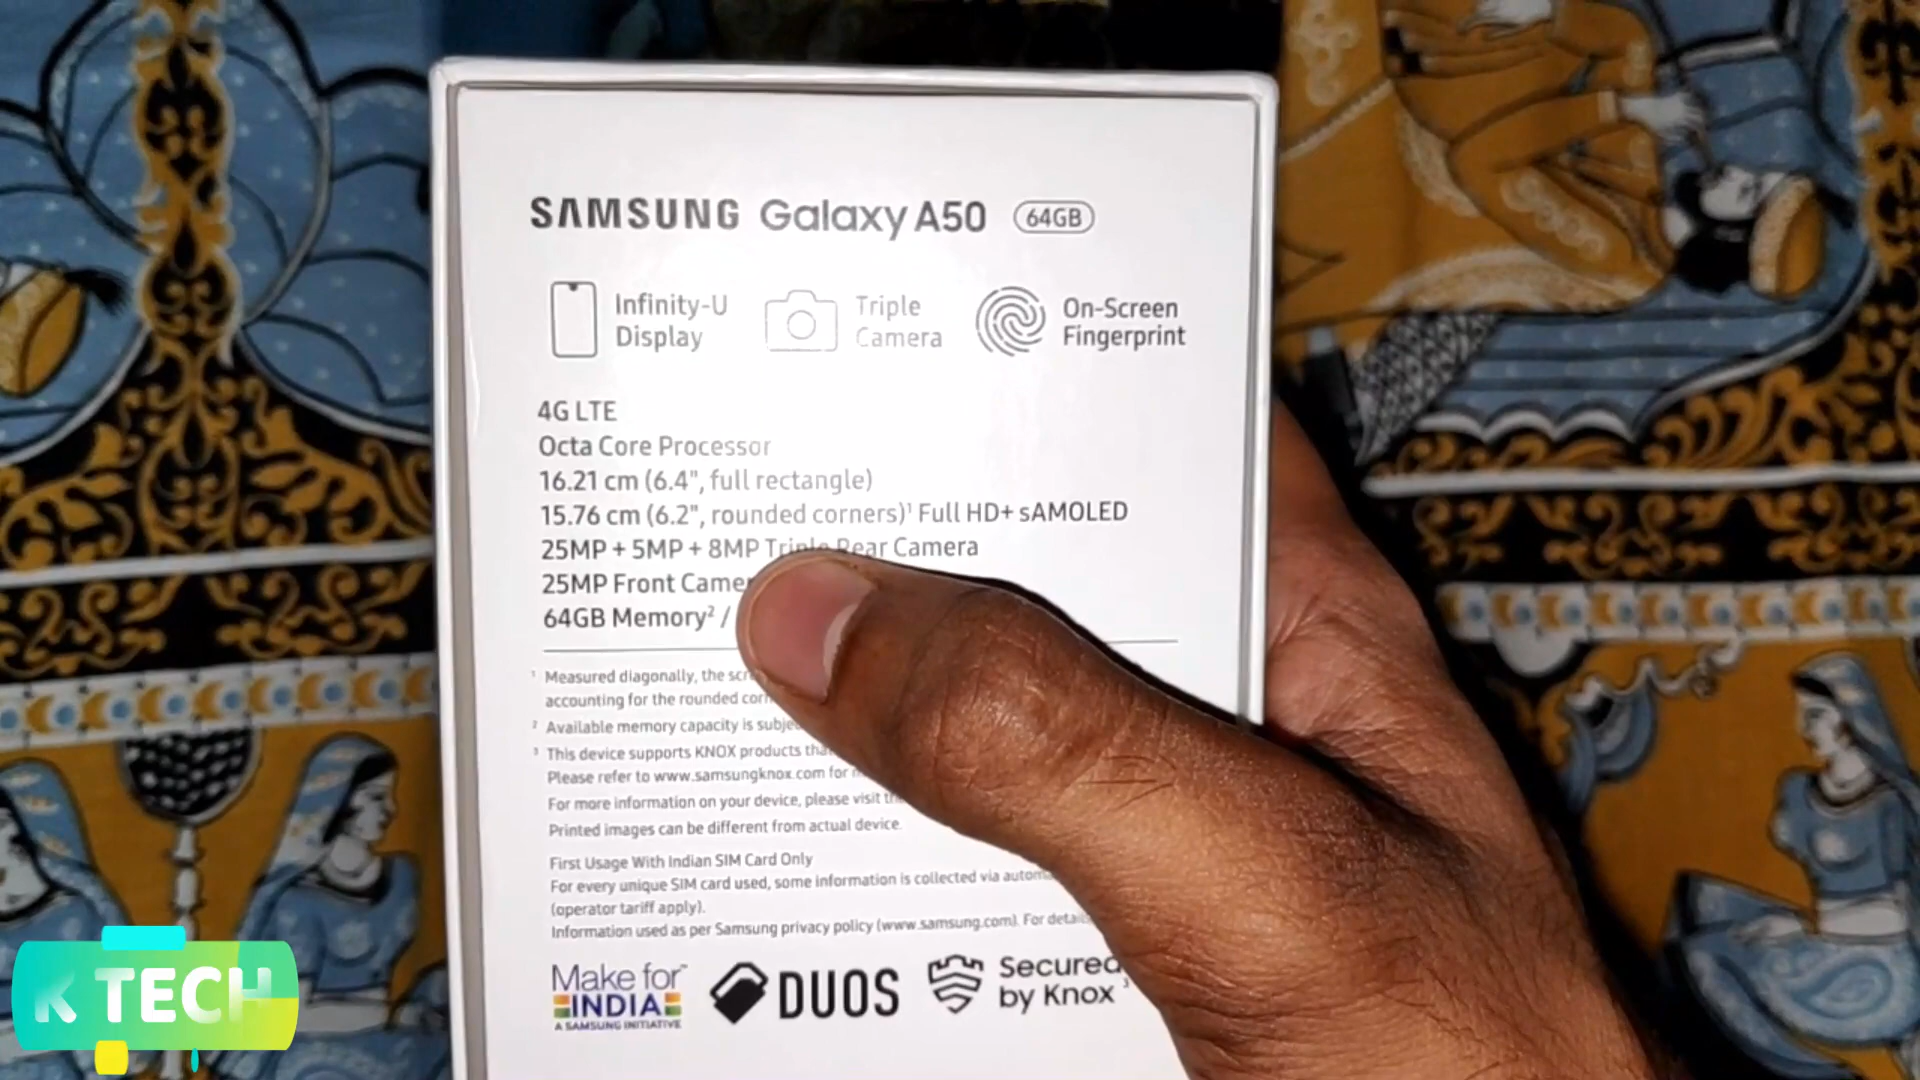 SAMSUNG Galaxy A50 64GB
Infinity-U
Display
Triple
Camera
On-Screen
Fingerprint
4G LTE
Octa Core Processor
16.21 cm (6.4", full rectangle)
15.76 cm (6.2", rounded corners)¹ Full HD+ sAMOLED
25MP + 5MP + 8MP Triple Rear Camera
25MP Front
64GB Memory² /
¹ Measured diagonally, the
accounting for the rounded
² Available memory capacity is
³ This device supports KNOX products
Please refer to www.samsungknox.com for
For more information on your device, please visit
Printed images can be different from actual device.
First Usage With Indian SIM Card Only
For every unique SIM card used, some information is collected via
(operator tariff apply).
Information used as per Samsung privacy policy (www.samsung.com). For
Make for™
INDIA
A SAMSUNG INITIATIVE
DUOS
Secured
by Knox ³
K TECH